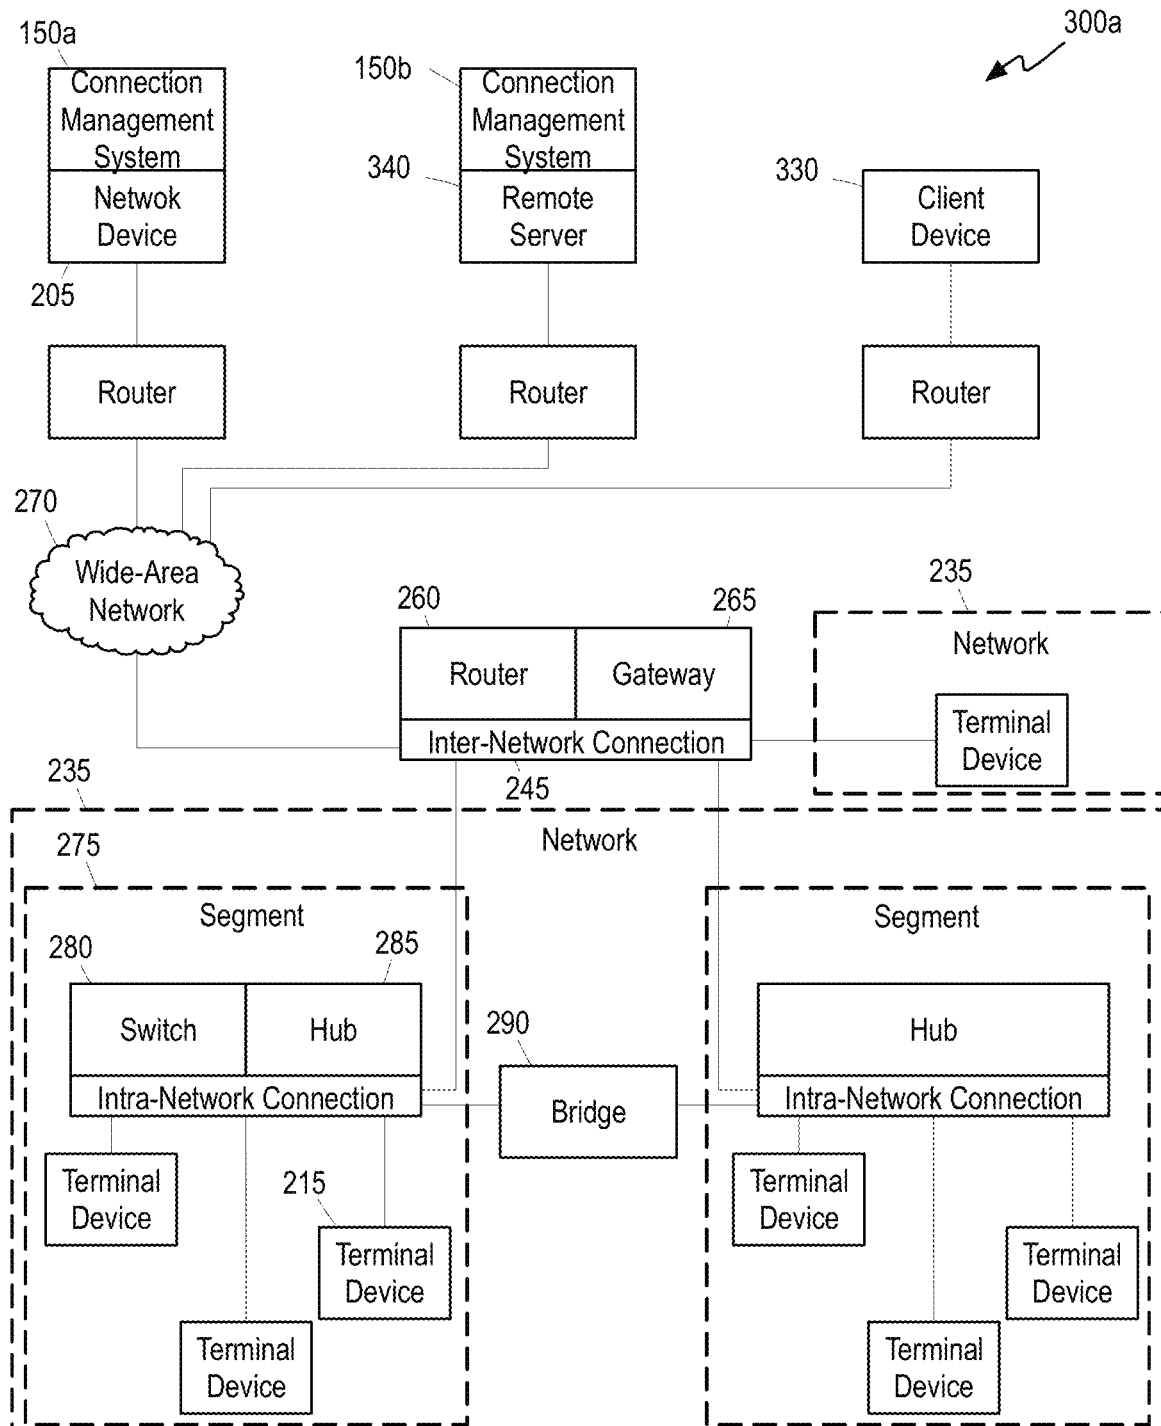 150a
300a
150b
Connection
Management
System
Connection
Management
System
340
330
Netwok
Device
Remote
Server
Client
Device
205
Router
Router
Router
270
Wide-Area
Network
260
265
235
Router
Gateway
Network
Inter-Network Connection
Terminal
Device
245
235
Network
275
Segment
Segment
280
285
Switch
Hub
290
Hub
Intra-Network Connection
Bridge
Intra-Network Connection
Terminal
Device
215
Terminal
Device
Terminal
Device
Terminal
Device
Terminal
Device
Terminal
Device